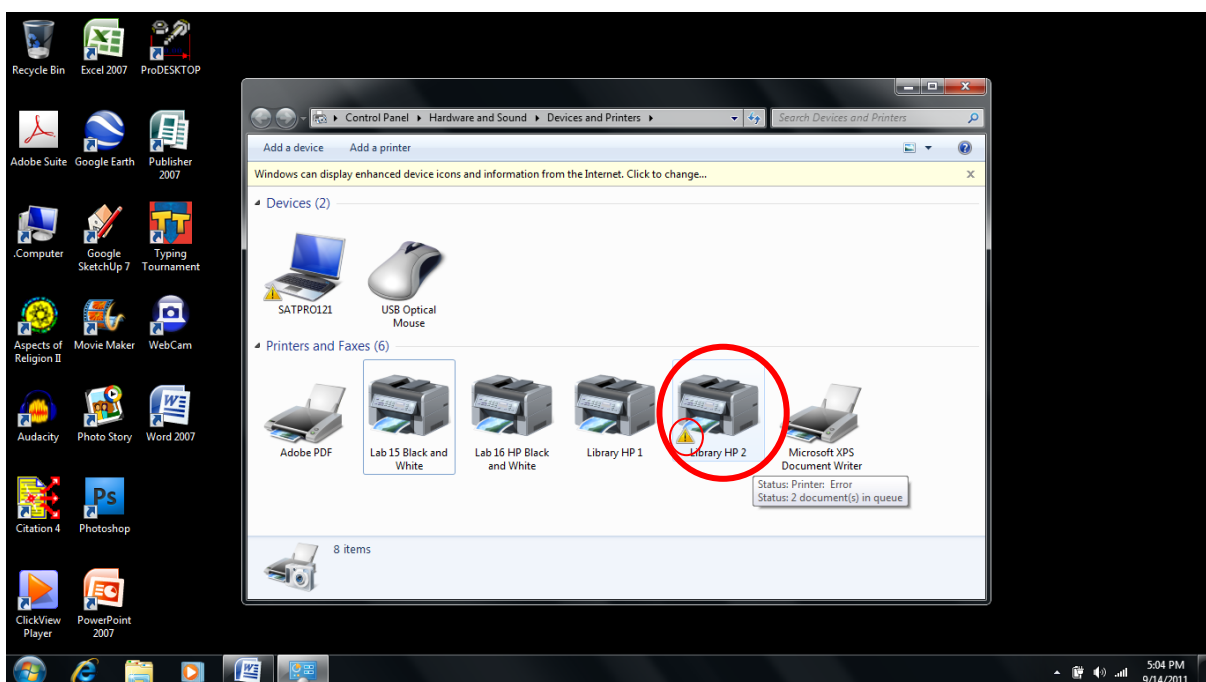 Recycle Bin
Excel 2007
ProDESKTOP
Adobe Suite
Google Earth
Publisher
2007
.Computer
Google
SketchUp 7
Typing
Tournament
Aspects of
Religion II
Movie Maker
WebCam
Audacity
Photo Story
Word 2007
Citation 4
Photoshop
ClickView
Player
PowerPoint
2007
Control Panel
Hardware and Sound
Devices and Printers
Search Devices and Printers
Add a device
Add a printer
Windows can display enhanced device icons and information from the Internet. Click to change...
Devices (2)
SATPRO121
USB Optical
Mouse
Printers and Faxes (6)
Adobe PDF
Lab 15 Black and
White
Lab 16 HP Black
and White
Library HP 1
Library HP 2
Microsoft XPS
Document Writer
Status: Printer: Error
Status: 2 document(s) in queue
8 items
TT
Ps
W
5:04 PM
9/14/2011